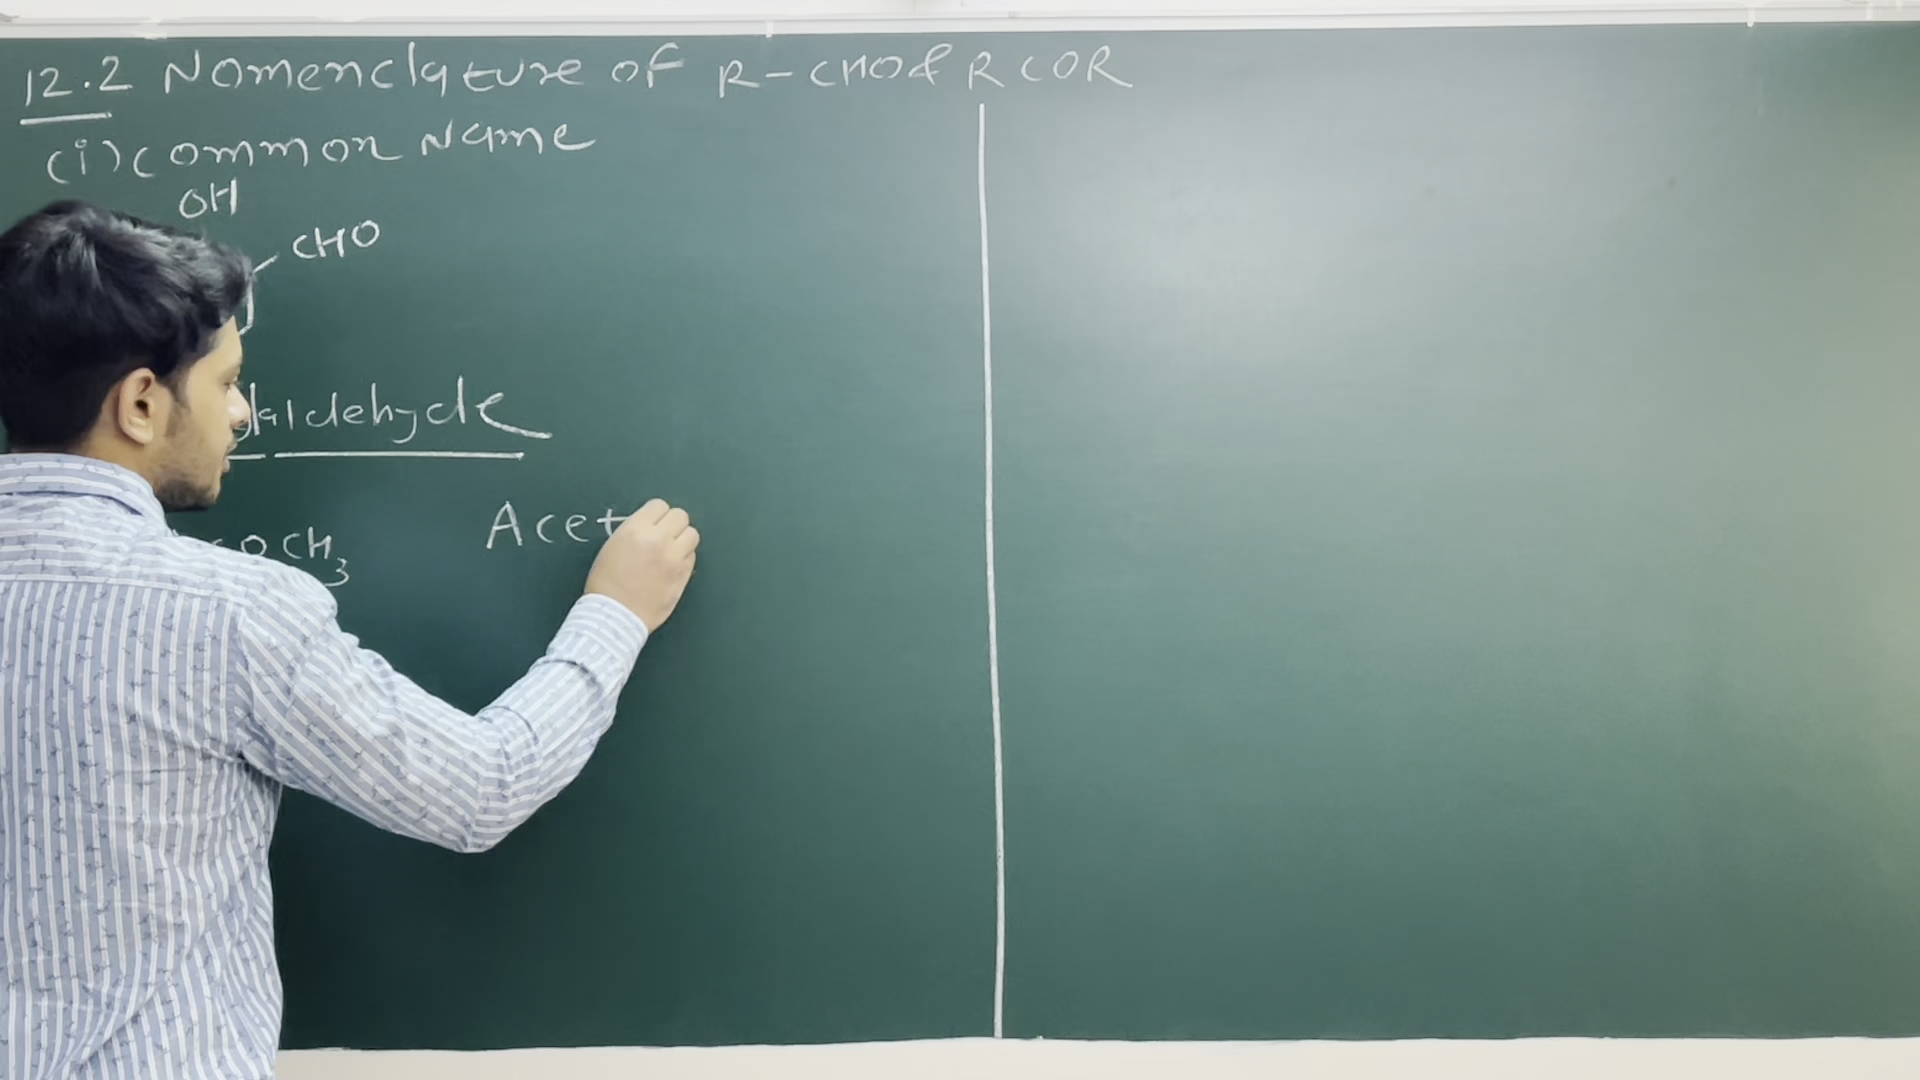 12.2 Nomenclature of R-CHO & RCOR
(i) Common Name
OH
CHO
aldehyde
COCH3 Acet